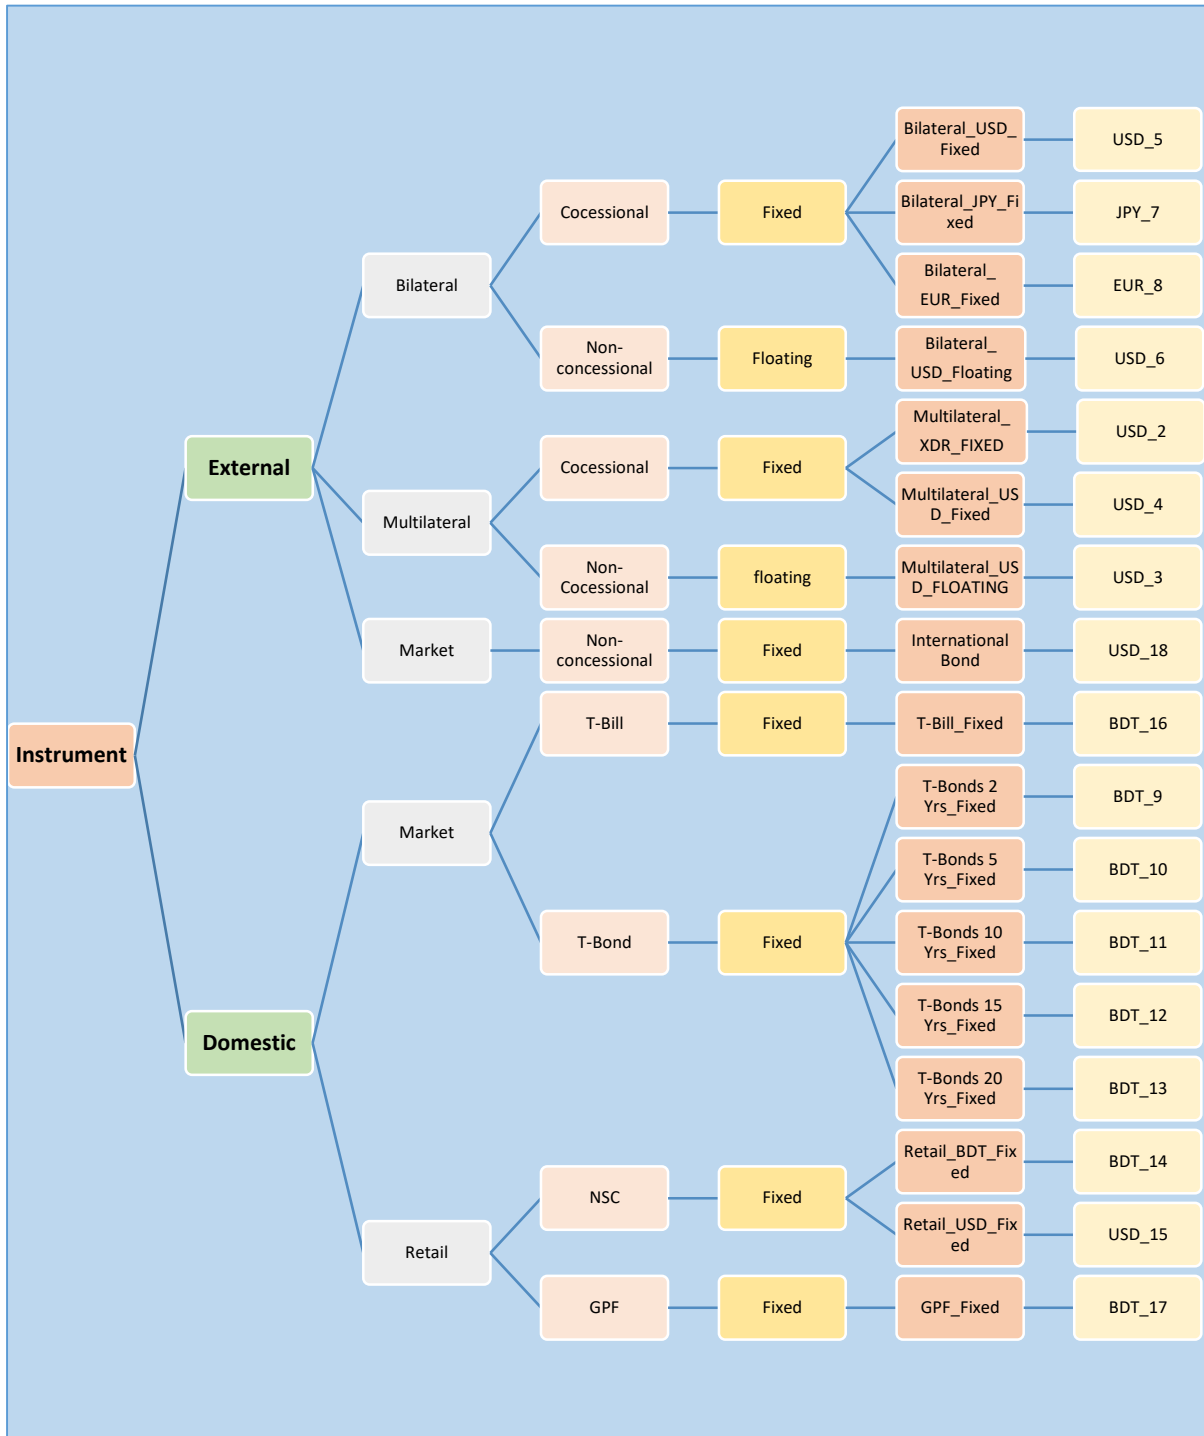 Bilateral_USD_
Fixed
USD_5
Cocessional
Fixed
Bilateral_JPY_Fi
xed
JPY_7
Bilateral
Bilateral_
EUR_Fixed
EUR_8
Non-
concessional
Floating
Bilateral_
USD_Floating
USD_6
External
Multilateral_
XDR_FIXED
USD_2
Cocessional
Fixed
Multilateral_US
D_Fixed
USD_4
Multilateral
Non-
Cocessional
floating
Multilateral_US
D_FLOATING
USD_3
Market
Non-
concessional
Fixed
International
Bond
USD_18
Instrument
T-Bill
Fixed
T-Bill_Fixed
BDT_16
Market
T-Bonds 2
Yrs_Fixed
BDT_9
T-Bonds 5
Yrs_Fixed
BDT_10
T-Bond
Fixed
T-Bonds 10
Yrs_Fixed
BDT_11
T-Bonds 15
Yrs_Fixed
BDT_12
Domestic
T-Bonds 20
Yrs_Fixed
BDT_13
Retail_BDT_Fix
ed
BDT_14
NSC
Fixed
Retail_USD_Fix
ed
USD_15
Retail
GPF
Fixed
GPF_Fixed
BDT_17